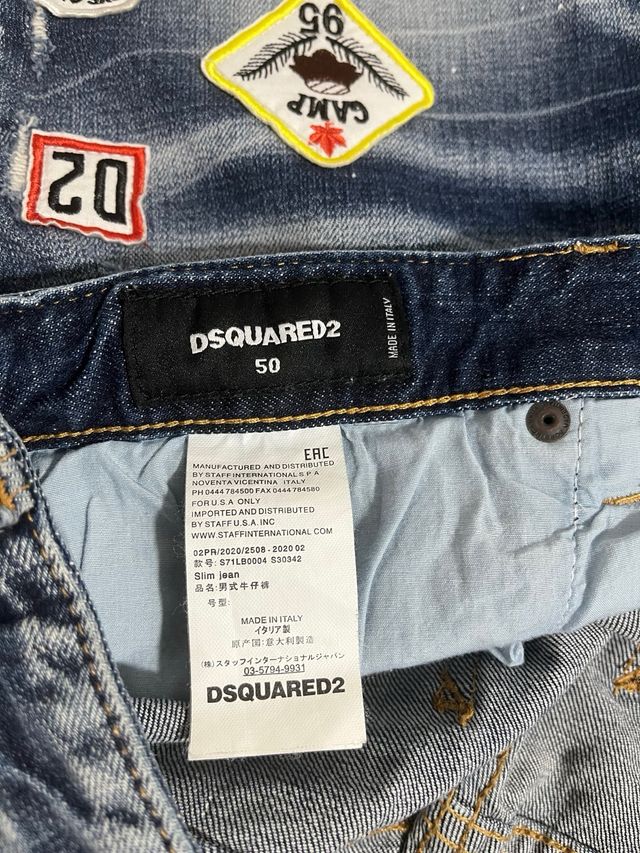 95
CAMP
D2
DSQUARED2
50
MADE IN ITALY
EAC
MANUFACTURED AND DISTRIBUTED
BY STAFF INTERNATIONAL S.P.A
NOVENTA VICENTINA ITALY
PH 0444 784500 FAX 0444 784580
FOR U.S.A ONLY
IMPORTED AND DISTRIBUTED
BY STAFF U.S.A. INC
WWW.STAFFINTERNATIONAL.COM
02PR/2020/2508 - 2020 02
款号: S71LB0004 S30342
Slim jean
品名: 男式牛仔裤
号型:
MADE IN ITALY
イタリア製
原产国: 意大利製造
(株) スタッフインターナショナルジャパン
03-5794-9931
DSQUARED2